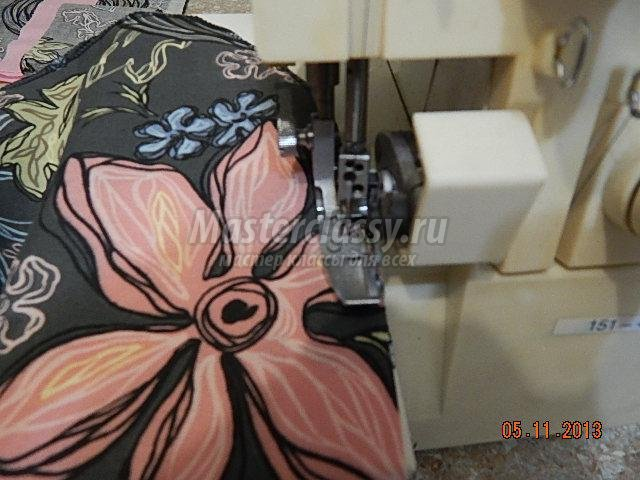 Masterclassy.ru
мастер классы для всех
151
05.11.2013